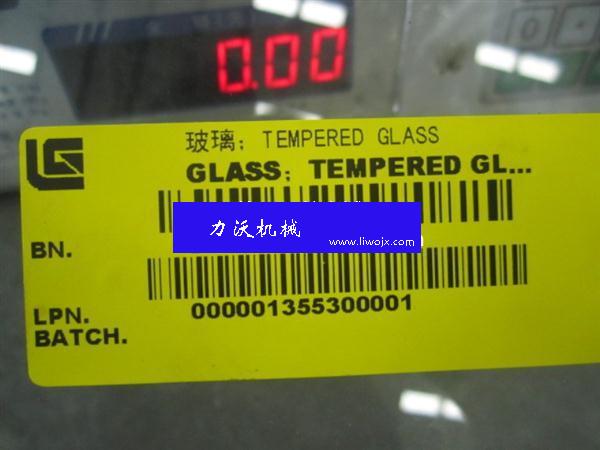 0.00
玻璃; TEMPERED GLASS
GLASS; TEMPERED GL...
力沃机械
www.liwojx.com
BN.
LPN.
000001355300001
BATCH.